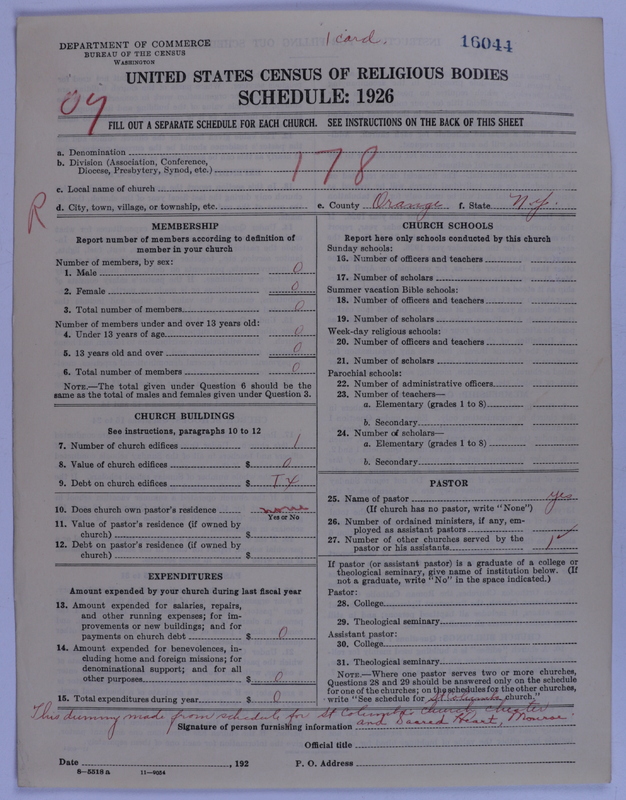 DEPARTMENT OF COMMERCE
BUREAU OF THE CENSUS
WASHINGTON
1 card.
16044
UNITED STATES CENSUS OF RELIGIOUS BODIES
SCHEDULE: 1926
FILL OUT A SEPARATE SCHEDULE FOR EACH CHURCH. SEE INSTRUCTIONS ON THE BACK OF THIS SHEET
a. Denomination
b. Division (Association, Conference,
Diocese, Presbytery, Synod, etc.) 178
c. Local name of church
R
d. City, town, village, or township, etc. e. County Orange f. State N.Y.
MEMBERSHIP
Report number of members according to definition of
member in your church
Number of members, by sex:
1. Male 0
2. Female 0
3. Total number of members 0
Number of members under and over 13 years old:
4. Under 13 years of age 0
5. 13 years old and over 0
6. Total number of members 0
NOTE.—The total given under Question 6 should be the
same as the total of males and females given under Question 3.
CHURCH BUILDINGS
See instructions, paragraphs 10 to 12
7. Number of church edifices 1
8. Value of church edifices $ 0
9. Debt on church edifices $ IX
10. Does church own pastor's residence none
Yes or No
11. Value of pastor's residence (if owned by
church) $
12. Debt on pastor's residence (if owned by
church) $
EXPENDITURES
Amount expended by your church during last fiscal year
13. Amount expended for salaries, repairs,
and other running expenses; for im-
provements or new buildings; and for
payments on church debt $ 0
14. Amount expended for benevolences, in-
cluding home and foreign missions; for
denominational support; and for all
other purposes $ 0
15. Total expenditures during year $ 0
CHURCH SCHOOLS
Report here only schools conducted by this church
Sunday schools:
16. Number of officers and teachers
17. Number of scholars
Summer vacation Bible schools:
18. Number of officers and teachers
19. Number of scholars
Week-day religious schools:
20. Number of officers and teachers
21. Number of scholars
Parochial schools:
22. Number of administrative officers
23. Number of teachers—
a. Elementary (grades 1 to 8)
b. Secondary
24. Number of scholars—
a. Elementary (grades 1 to 8)
b. Secondary
PASTOR
25. Name of pastor yes
(If church has no pastor, write "None")
26. Number of ordained ministers, if any, em-
ployed as assistant pastors
27. Number of other churches served by the
pastor or his assistants 1
If pastor (or assistant pastor) is a graduate of a college or
theological seminary, give name of institution below. (If
not a graduate, write "No" in the space indicated.)
Pastor:
28. College
29. Theological seminary
Assistant pastor:
30. College
31. Theological seminary
NOTE.—Where one pastor serves two or more churches,
Questions 28 and 29 should be answered only on the schedule
for one of the churches; on the schedules for the other churches,
write "See schedule for St Columba church."
This dummy made from schedule for St Columba Church, Chester
and Sacred Heart, Monroe.
Signature of person furnishing information
Official title
Date , 192 P. O. Address
8—5518 a 11—9054